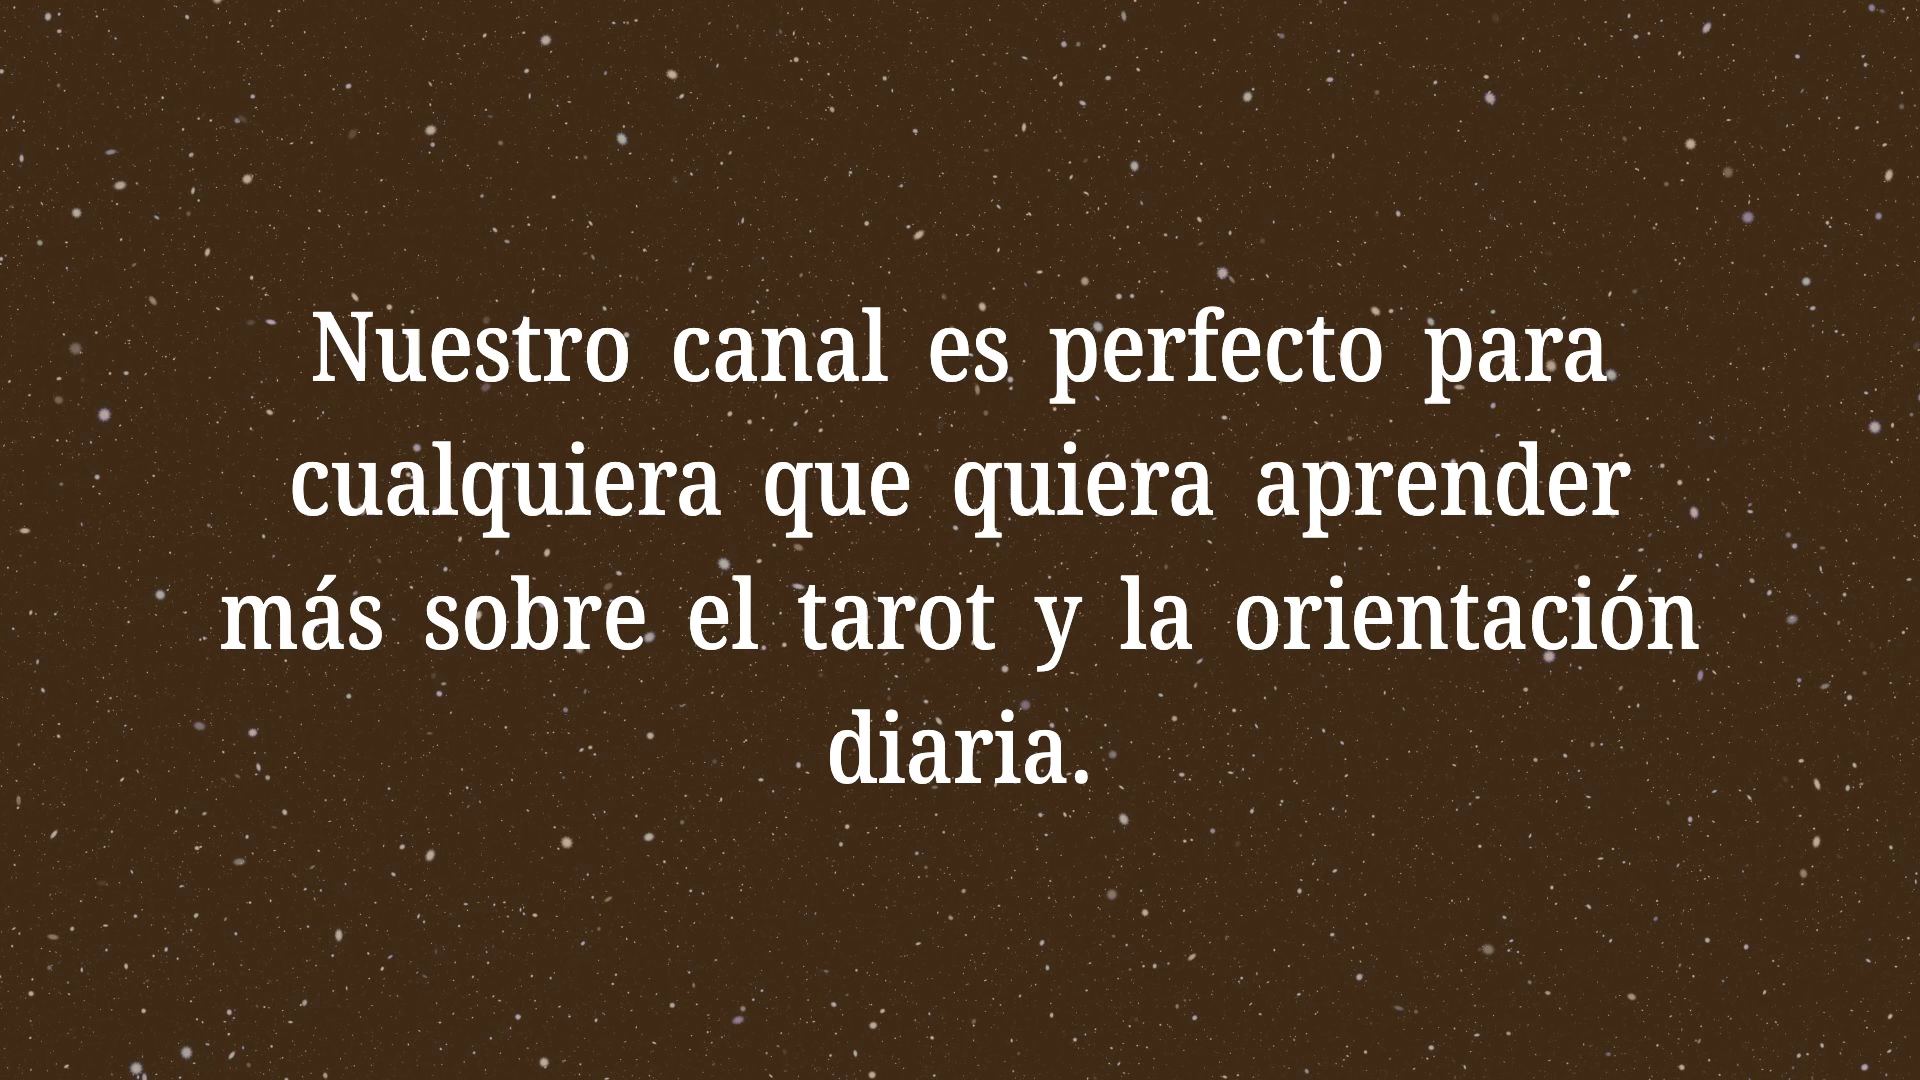 Nuestro canal es perfecto para
cualquiera que quiera aprender
más sobre el tarot y la orientación
diaria.